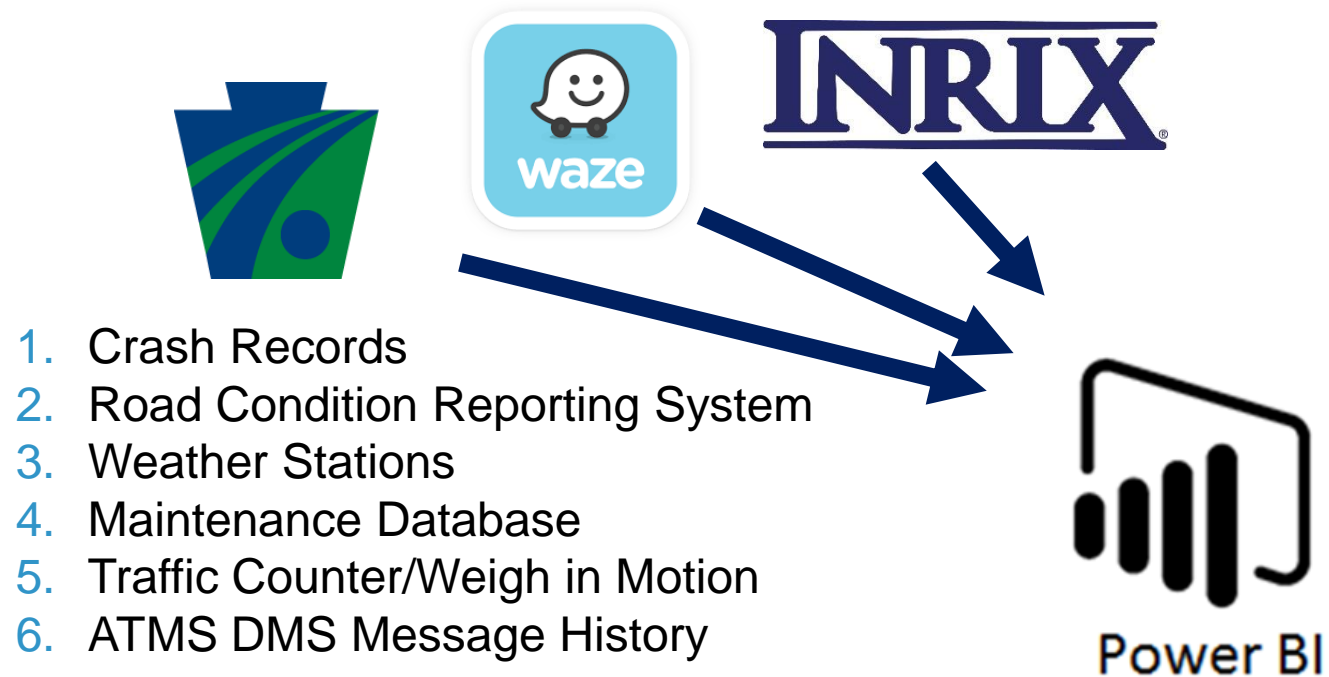 waze
INRIX®
1. Crash Records
2. Road Condition Reporting System
3. Weather Stations
4. Maintenance Database
5. Traffic Counter/Weigh in Motion
6. ATMS DMS Message History
Power BI